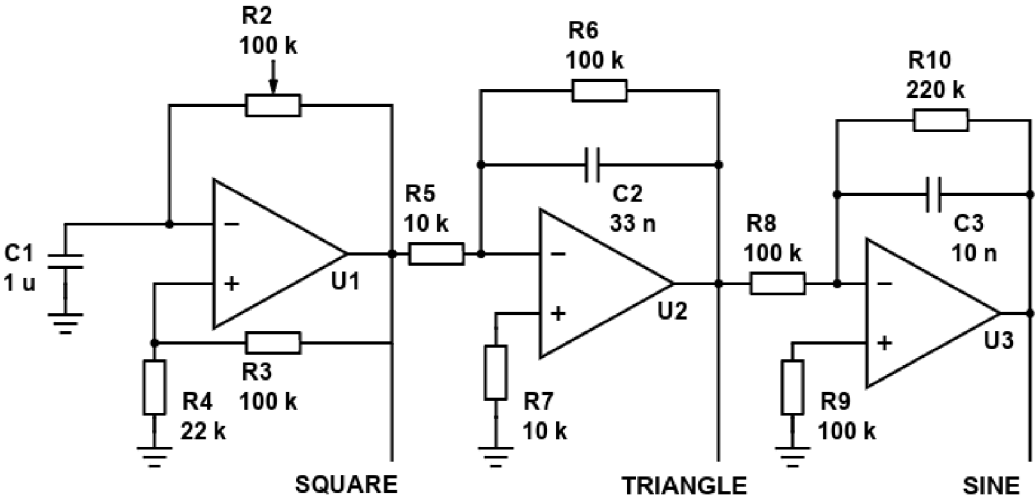 R2
100 k
R6
100 k
R10
220 k
R5
10 k
C2
33 n
R8
100 k
C3
10 n
C1
1 u
−
+
U1
−
+
U2
−
+
U3
R3
100 k
R4
22 k
R7
10 k
R9
100 k
SQUARE
TRIANGLE
SINE